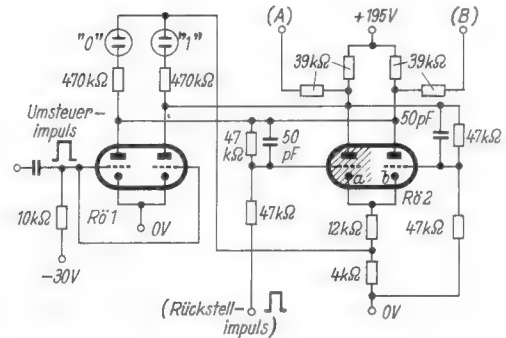 "0" "1"
(A) +195V (B)
470kΩ 470kΩ
39kΩ 39kΩ
Umsteuer-
impuls
47
kΩ
50
pF
50pF
47kΩ
a b
Rö1
Rö2
10kΩ
0V
−30V
47kΩ
12kΩ
47kΩ
4kΩ
(Rückstell-
impuls)
0V